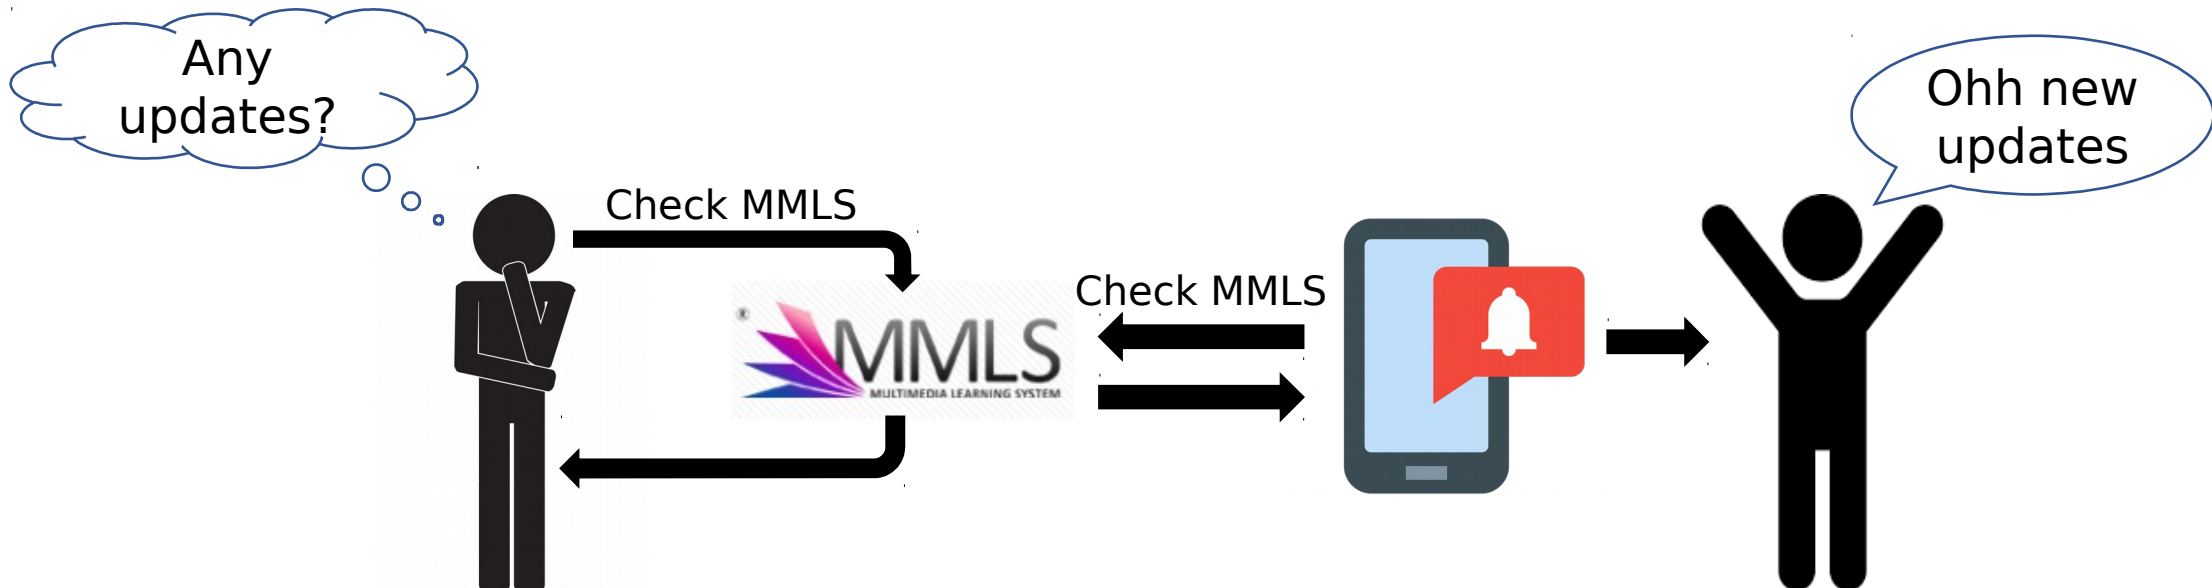 Any
updates?
Ohh new
updates
Check MMLS
Check MMLS
® MMLS
MULTIMEDIA LEARNING SYSTEM